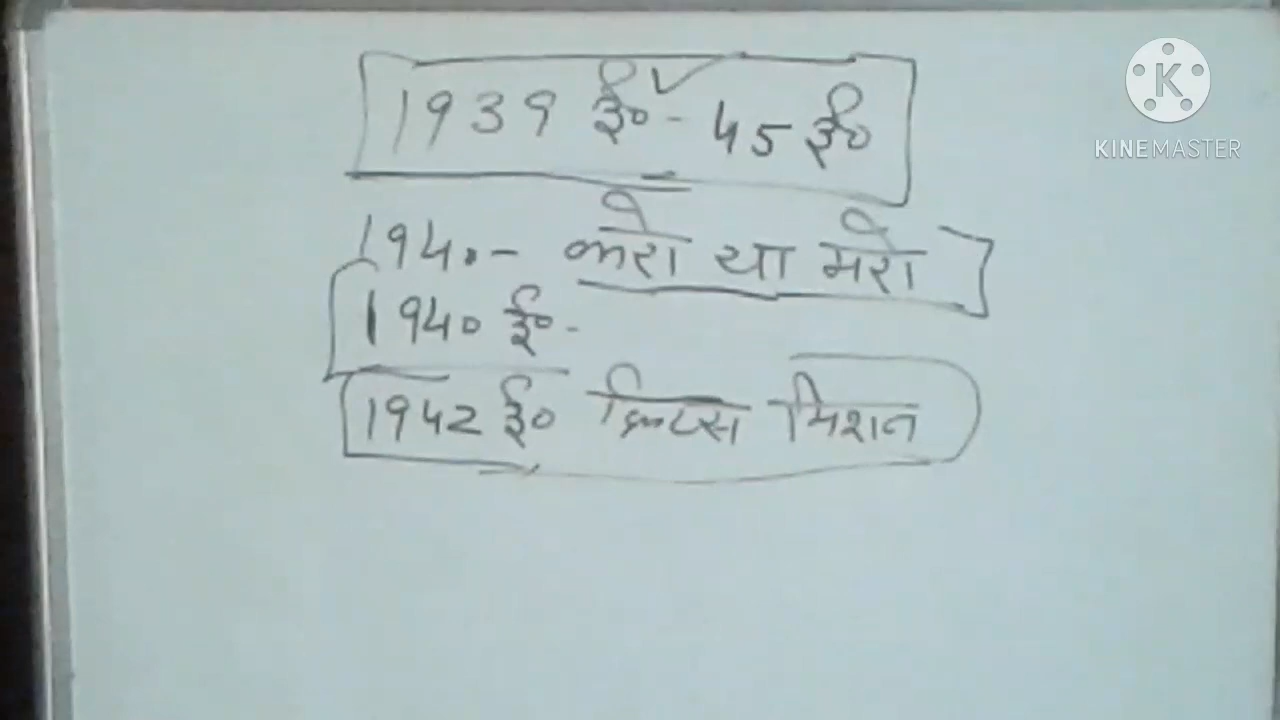 1939 ई० - 45 ई०
KINEMASTER
1940 - करो या मरो
1940 ई० -
1942 ई० क्रिप्स मिशन